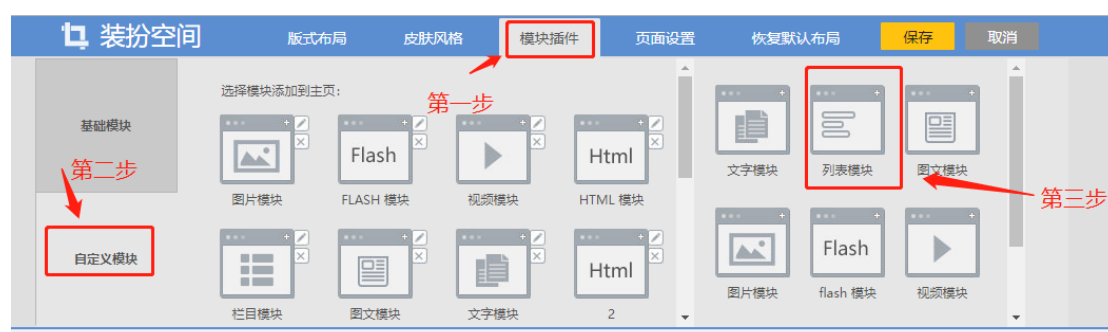 装扮空间 版式布局 皮肤风格 模块插件 页面设置 恢复默认布局 保存 取消
选择模块添加到主页：
第一步
基础模块
Flash
Html
第二步
文字模块 列表模块 图文模块
图片模块 FLASH 模块 视频模块 HTML 模块
第三步
自定义模块
Html
Flash
图片模块 flash 模块 视频模块
栏目模块 图文模块 文字模块 2